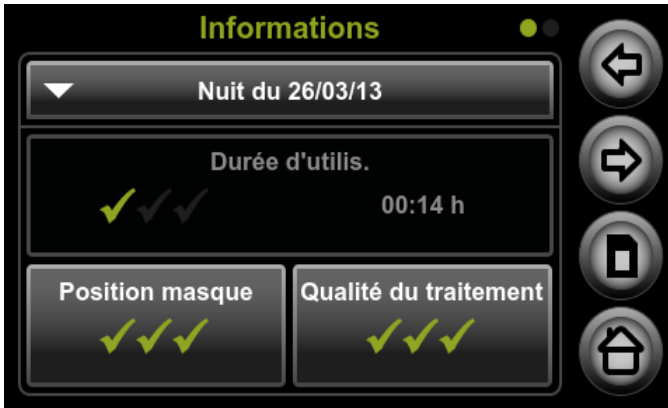 Informations
Nuit du 26/03/13
Durée d'utilis.
00:14 h
Position masque
Qualité du traitement